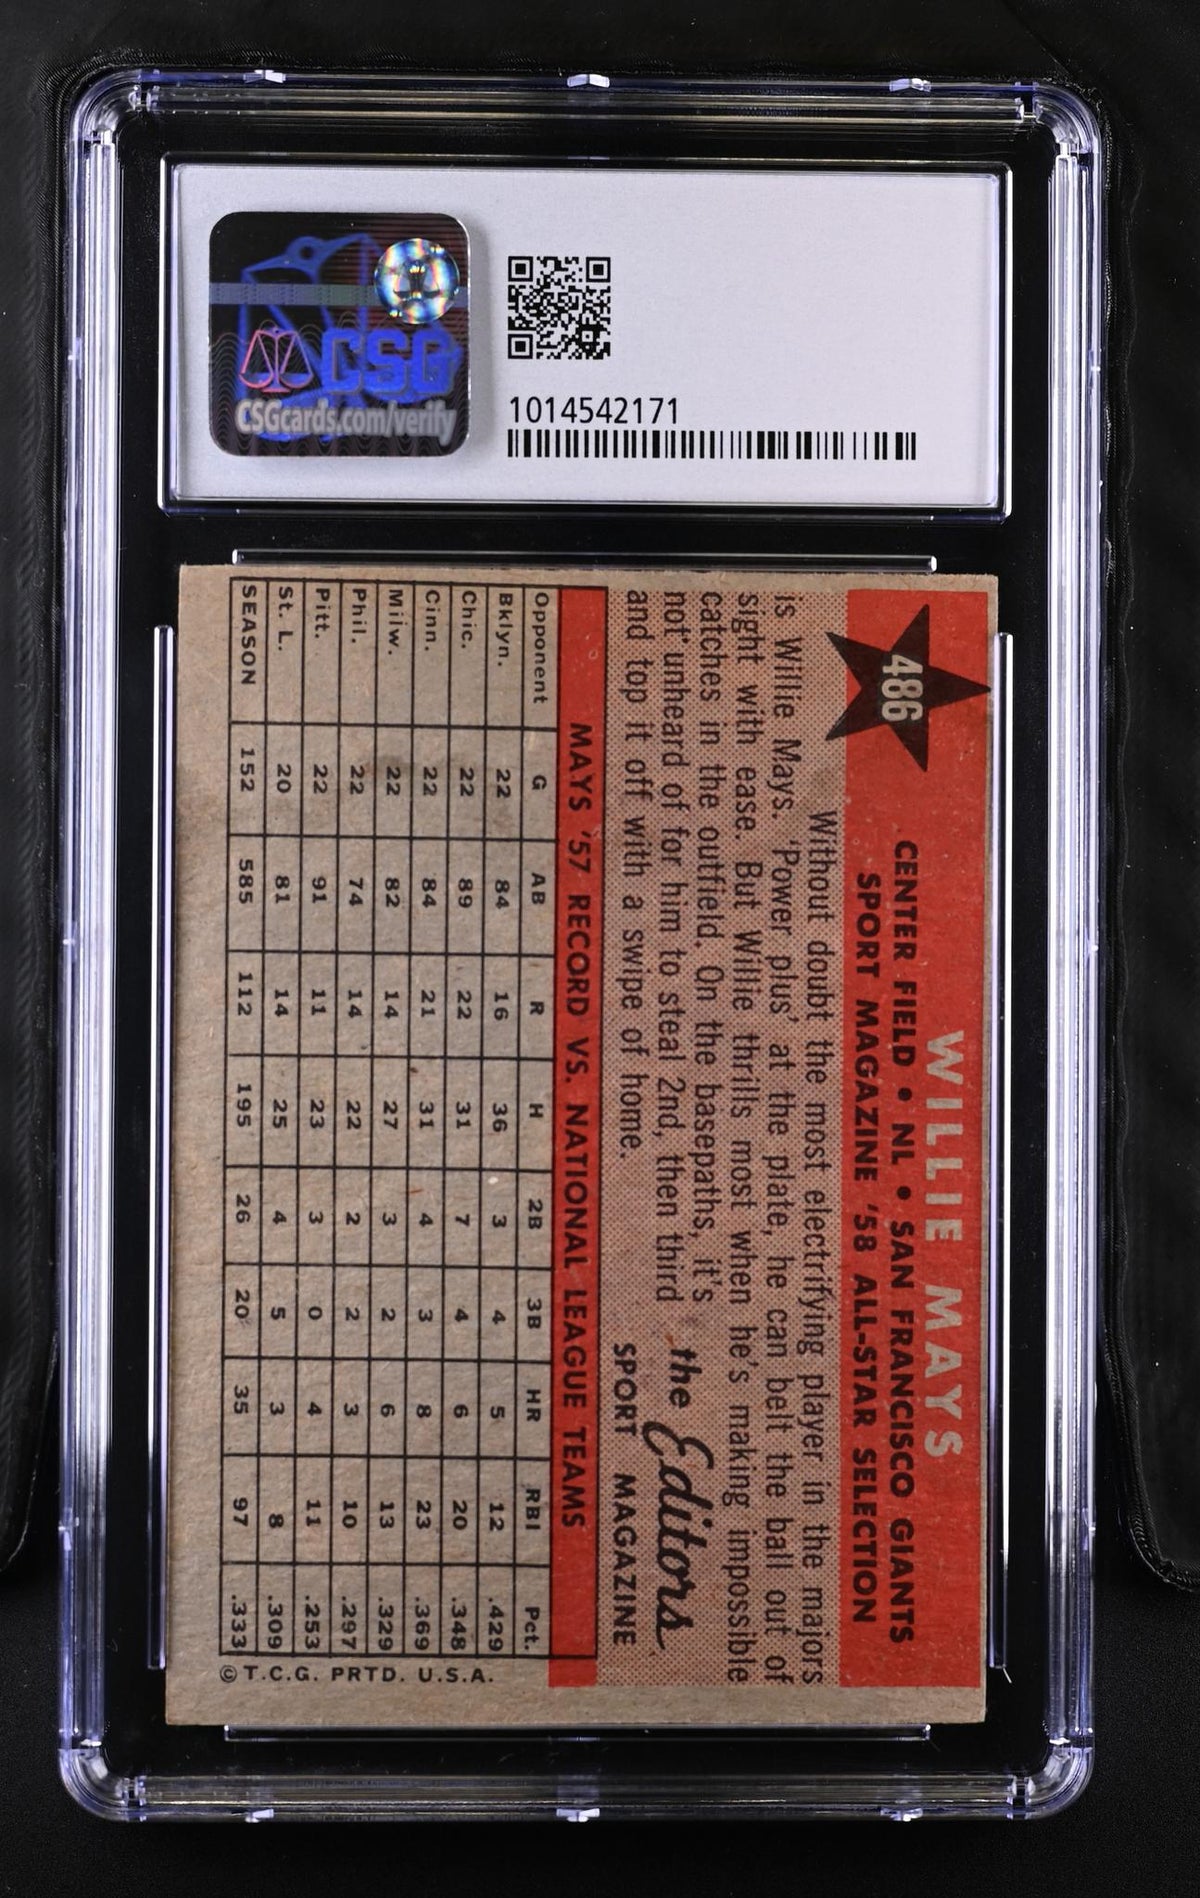 CSG
CSGcards.com/verify
1014542171
486
WILLIE MAYS
CENTER FIELD • NL • SAN FRANCISCO GIANTS
SPORT MAGAZINE '58 ALL-STAR SELECTION
Without doubt the most electrifying player in the majors
is Willie Mays. 'Power plus' at the plate, he can belt the ball out of
sight with ease. But Willie thrills most when he's making impossible
catches in the outfield. On the basepaths, it's
not unheard of for him to steal 2nd, then third
and top it off with a swipe of home.
the Editors
SPORT MAGAZINE
MAYS '57 RECORD VS. NATIONAL LEAGUE TEAMS
Opponent G AB R H 2B 3B HR RBI Pct.
Bklyn. 22 84 16 36 3 4 5 12 .429
Chic. 22 89 22 31 7 4 6 20 .348
Cinn. 22 84 21 31 4 3 8 23 .369
Milw. 22 82 14 27 3 2 6 13 .329
Phil. 22 74 14 22 2 2 3 10 .297
Pitt. 22 91 11 23 3 0 4 11 .253
St. L. 20 81 14 25 4 5 3 8 .309
SEASON 152 585 112 195 26 20 35 97 .333
© T.C.G. PRTD. U.S.A.